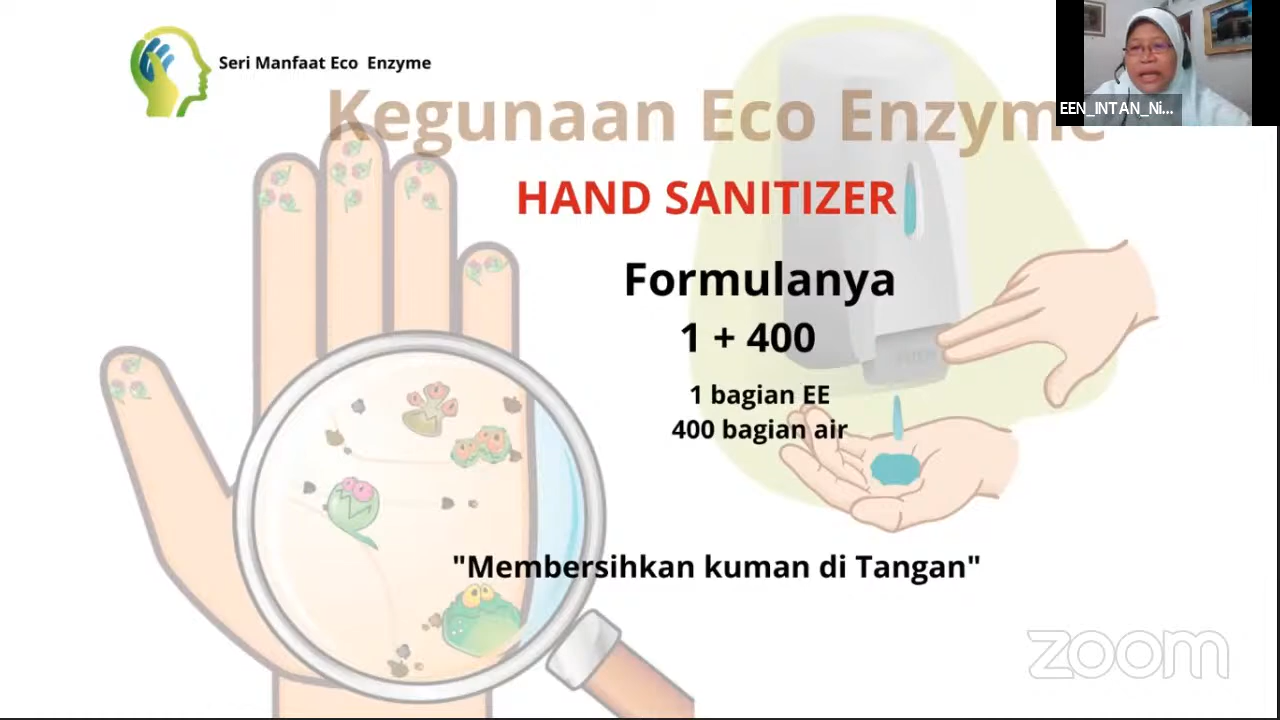 Seri Manfaat Eco Enzyme
Kegunaan Eco Enzyme
HAND SANITIZER
Formulanya
1 + 400
1 bagian EE
400 bagian air
"Membersihkan kuman di Tangan"
EEN_INTAN_Ni...
zoom